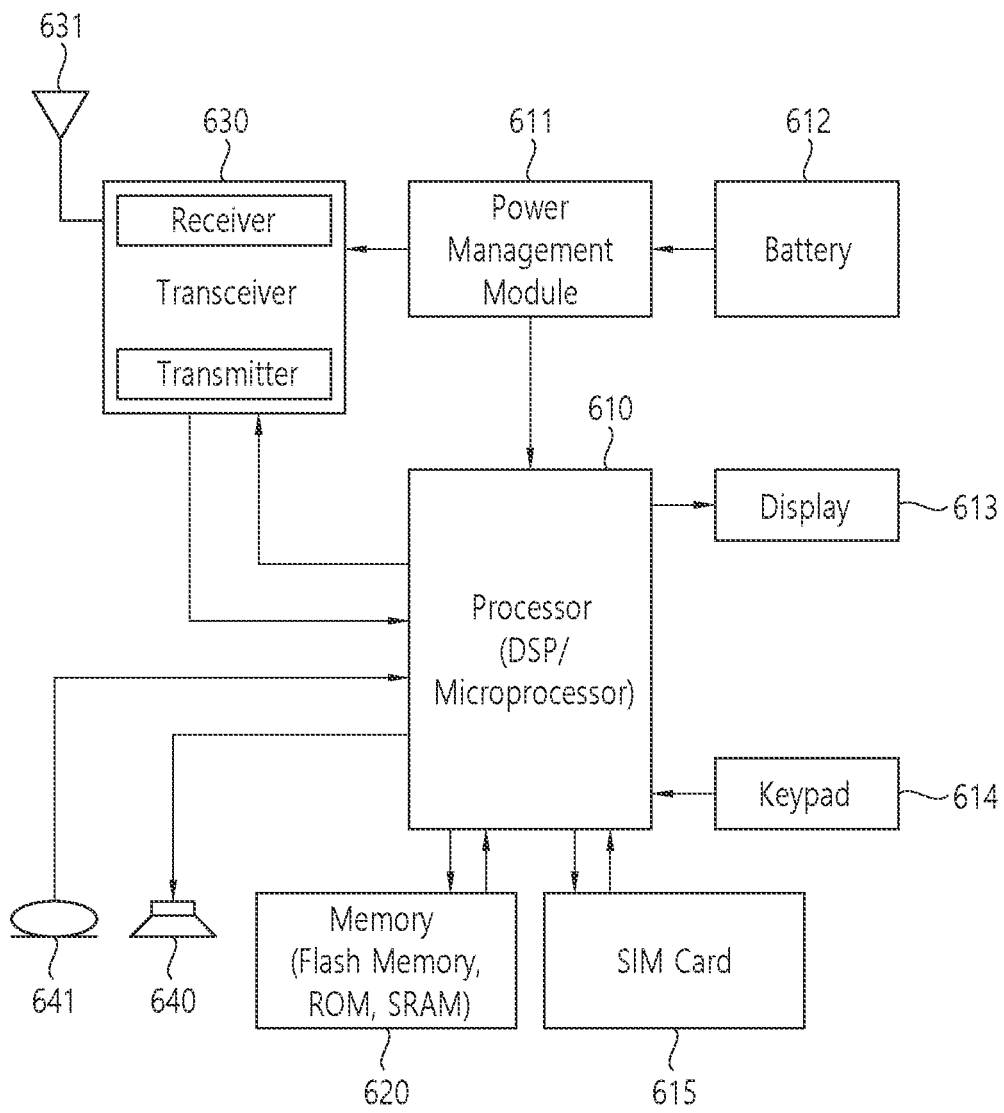 631
630
611
612
Receiver
Transceiver
Transmitter
Power
Management
Module
Battery
610
Display
613
Processor
(DSP/
Microprocessor)
Keypad
614
641
640
Memory
(Flash Memory,
ROM, SRAM)
SIM Card
620
615